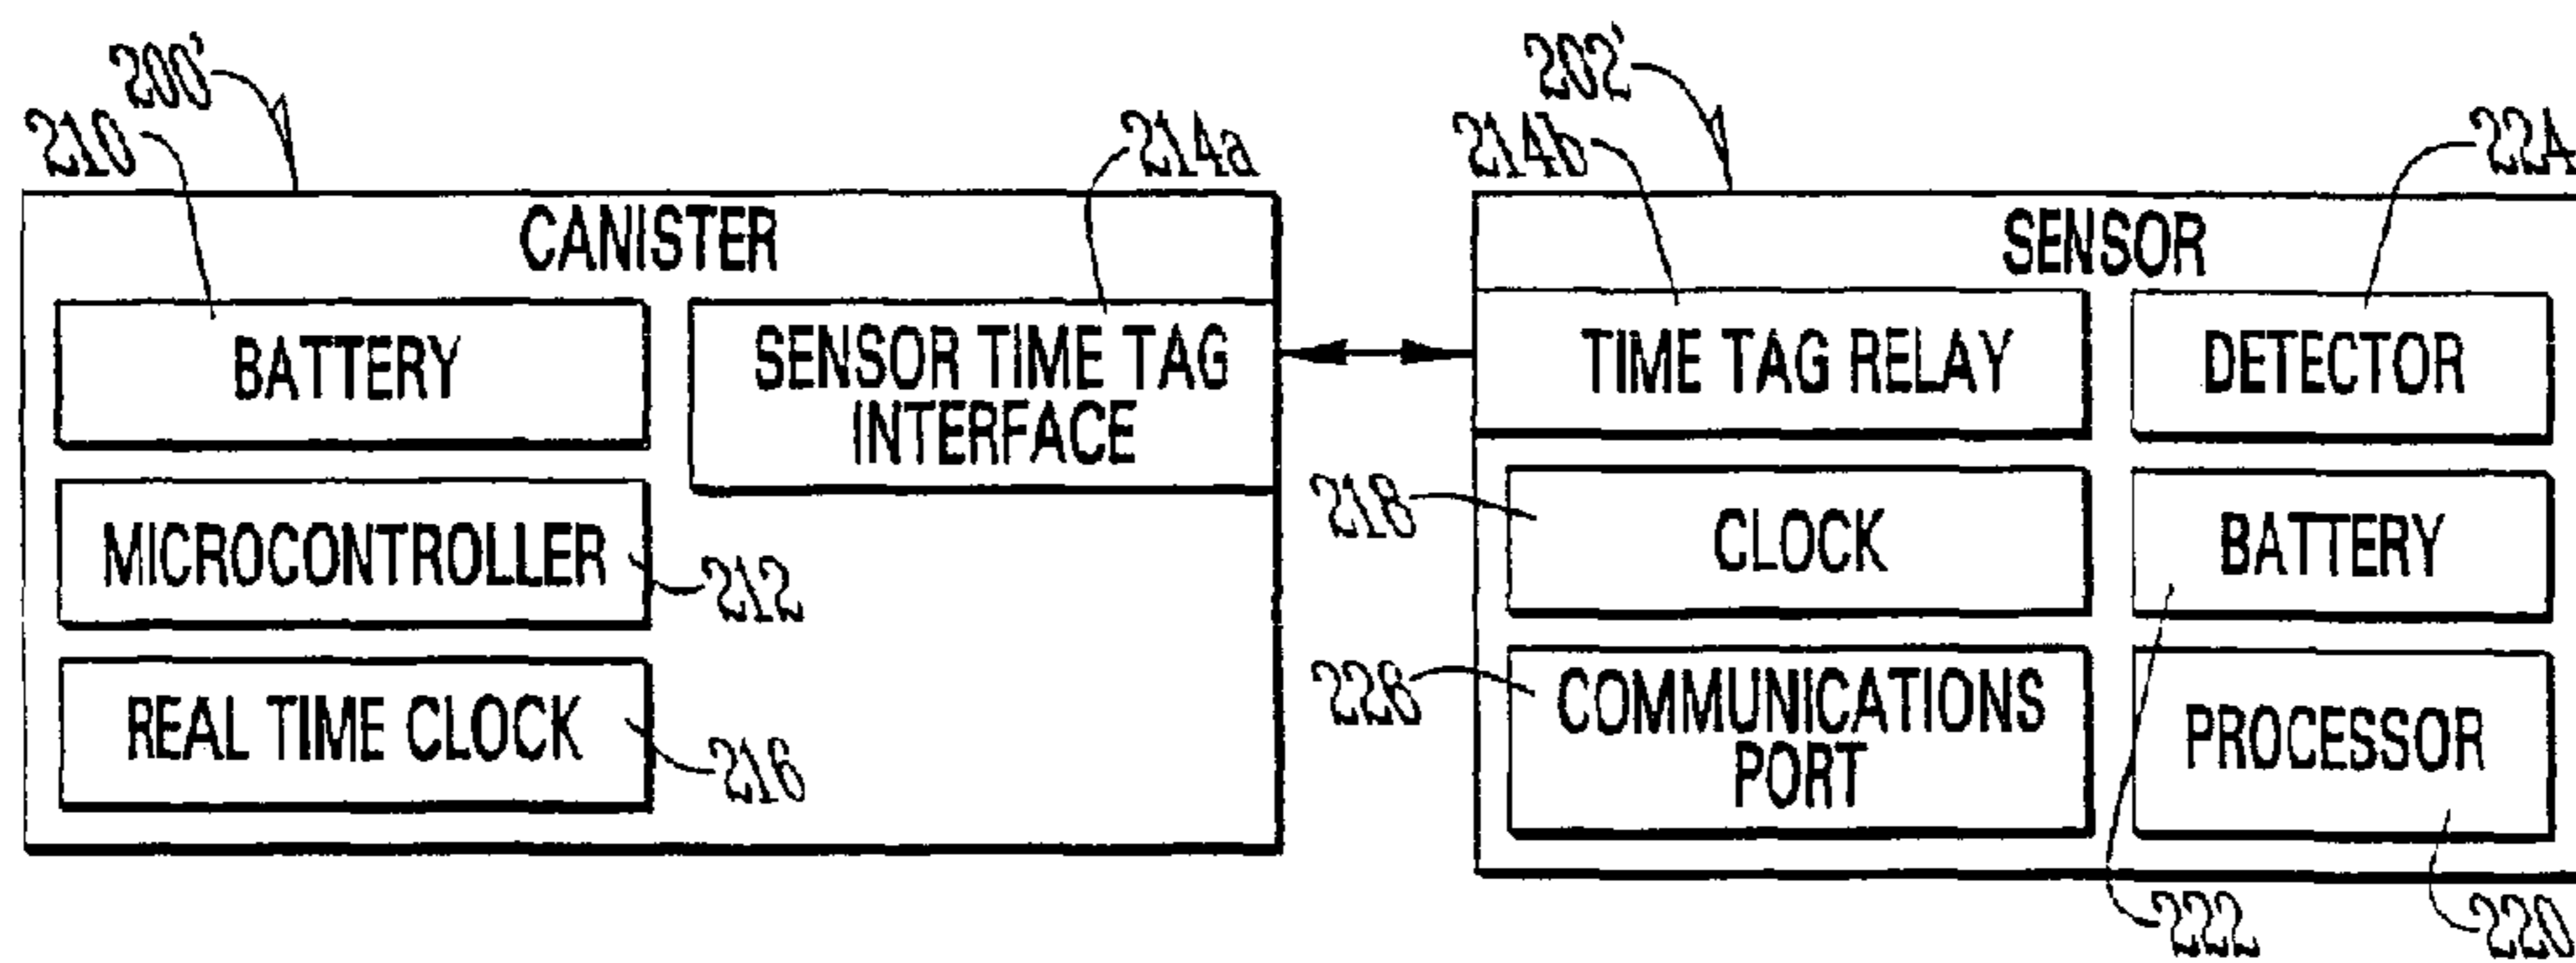 200' 202'
210 214a 214b 224
CANISTER
BATTERY
SENSOR TIME TAG
INTERFACE
MICROCONTROLLER
212
REAL TIME CLOCK
216
SENSOR
TIME TAG RELAY
DETECTOR
218
CLOCK
BATTERY
228
COMMUNICATIONS
PORT
PROCESSOR
222
220